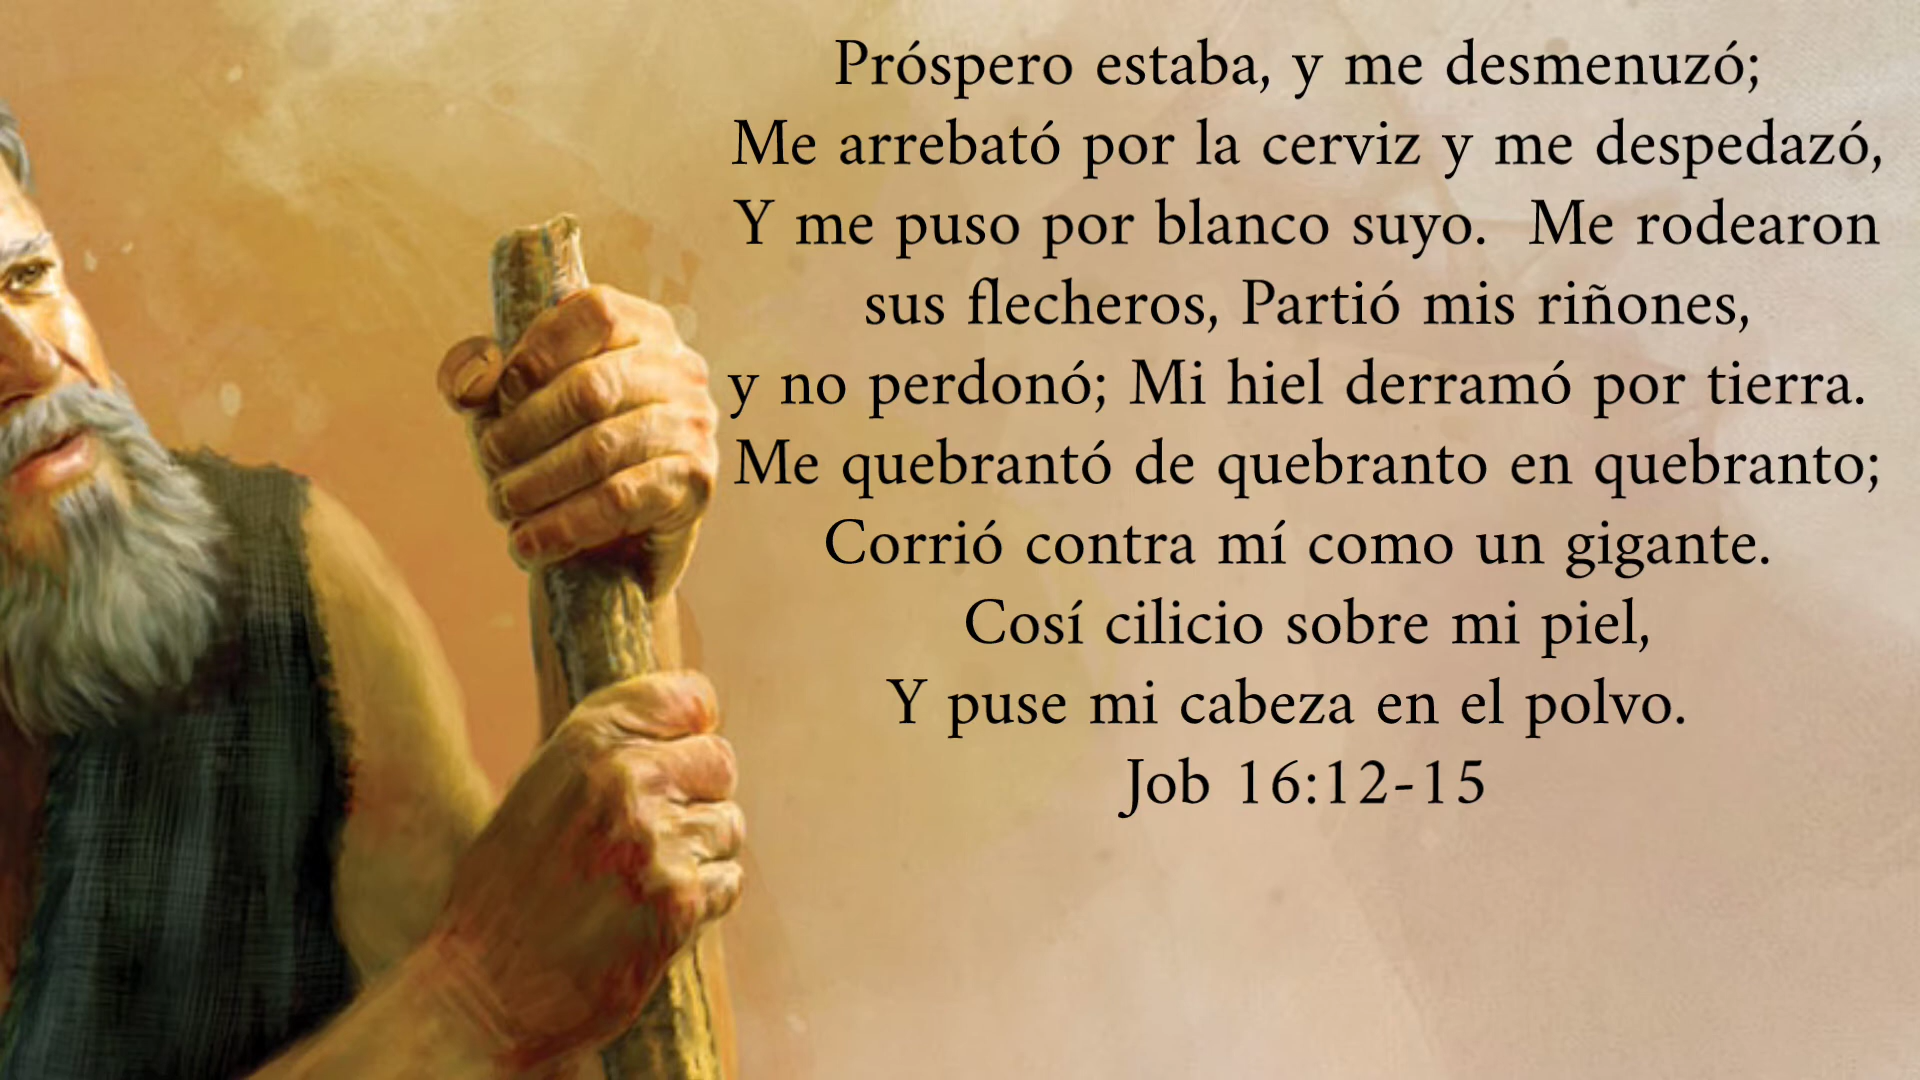 Próspero estaba, y me desmenuzó;
Me arrebató por la cerviz y me despedazó,
Y me puso por blanco suyo.  Me rodearon
sus flecheros, Partió mis riñones,
y no perdonó; Mi hiel derramó por tierra.
Me quebrantó de quebranto en quebranto;
Corrió contra mí como un gigante.
Cosí cilicio sobre mi piel,
Y puse mi cabeza en el polvo.
Job 16:12-15